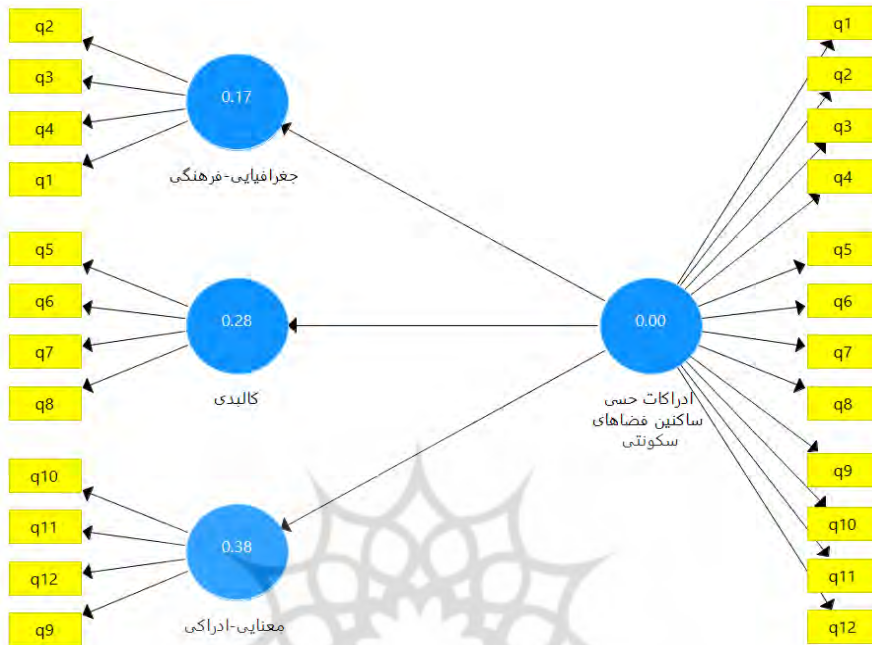 q2
q3
q4
q1
0.17
جغرافیایی-فرهنگی
q5
q6
q7
q8
0.28
کالبدی
q10
q11
q12
q9
0.38
معنایی-ادراکی
0.00
ادراکات حسی
ساکنین فضاهای
سکونتی
q1
q2
q3
q4
q5
q6
q7
q8
q9
q10
q11
q12